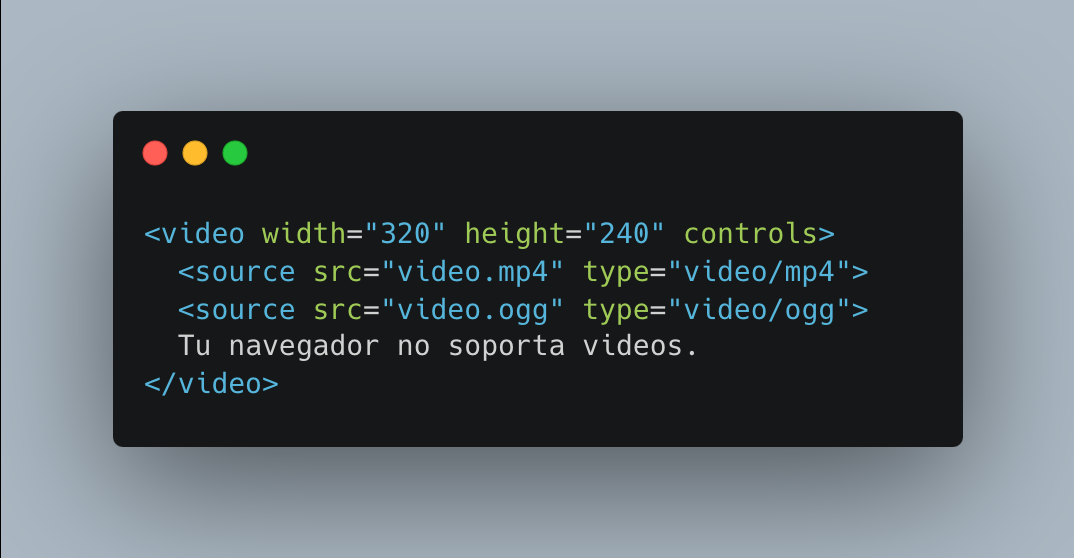 <video width="320" height="240" controls>
  <source src="video.mp4" type="video/mp4">
  <source src="video.ogg" type="video/ogg">
  Tu navegador no soporta videos.
</video>